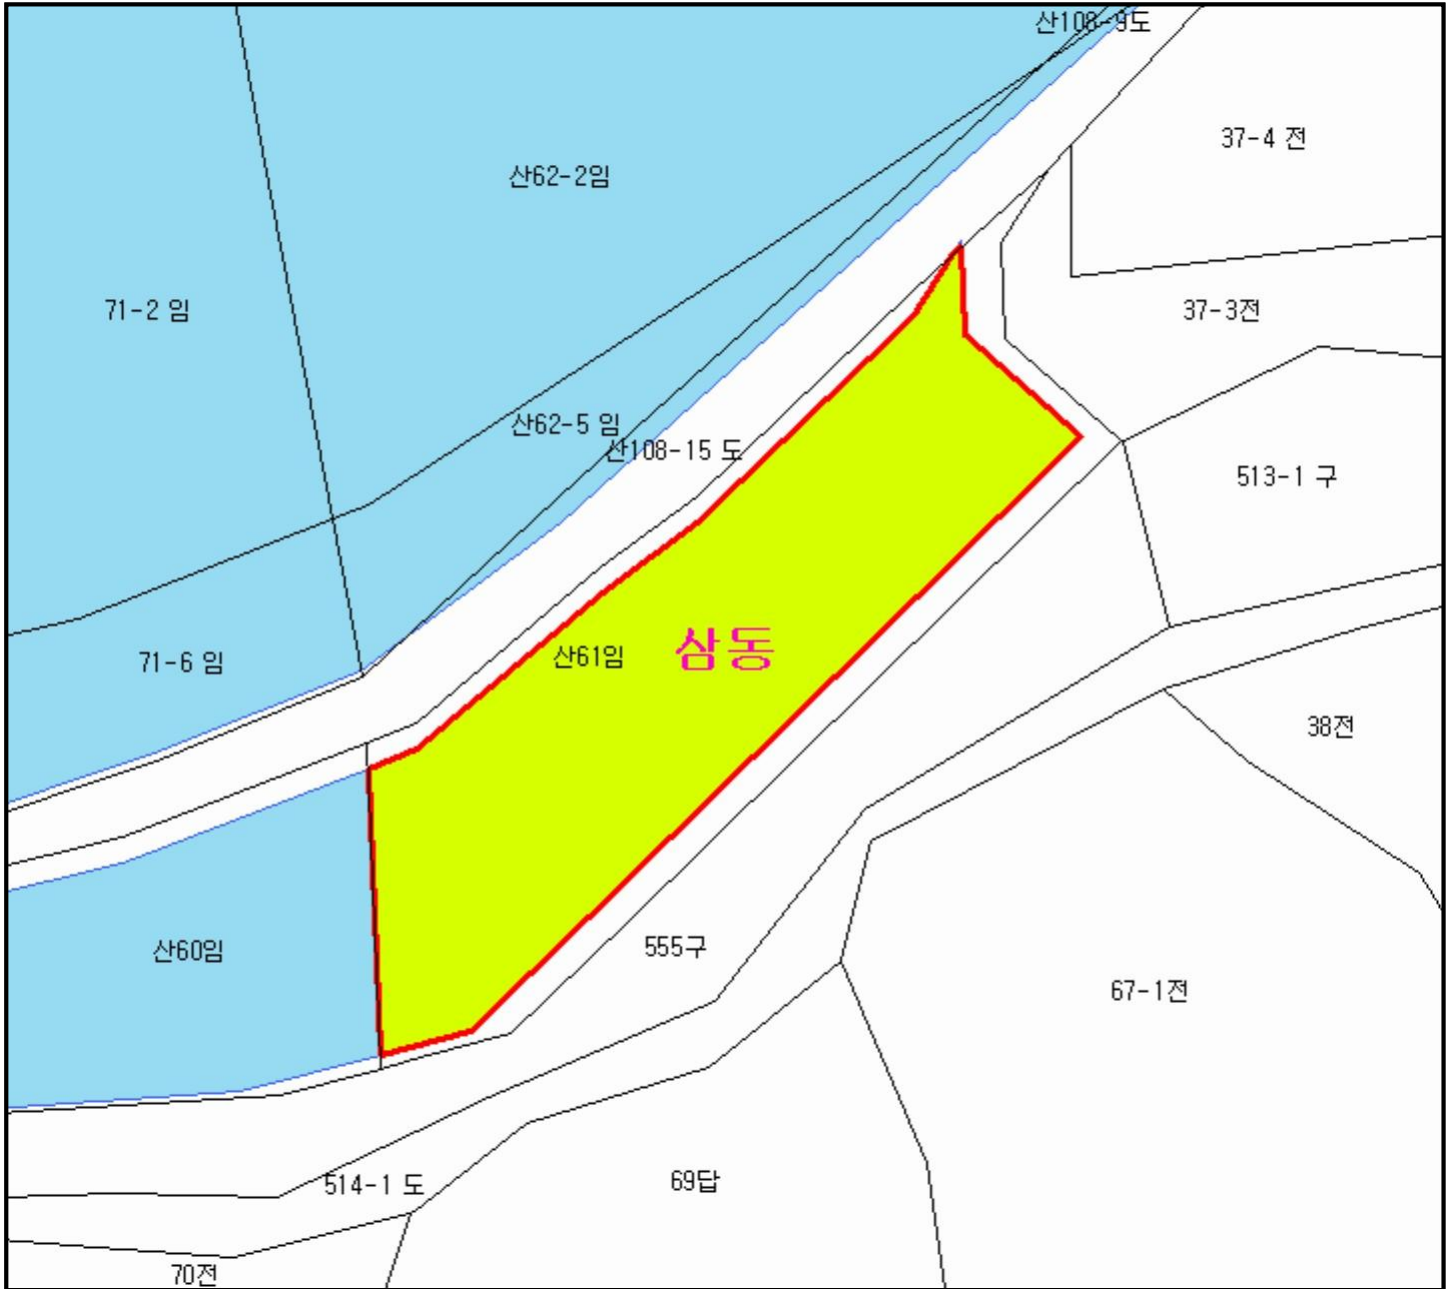 산108-9도
37-4 전
산62-2임
71-2 임
37-3전
산62-5 임
산108-15 도
513-1 구
산61임
삼동
71-6 임
38전
555구
산60임
67-1전
69답
514-1 도
70전